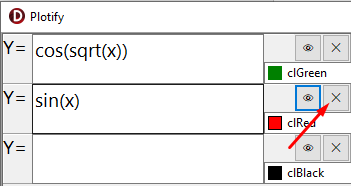 Plotify
Y= cos(sqrt(x))
clGreen
Y= sin(x)
clRed
Y=
clBlack